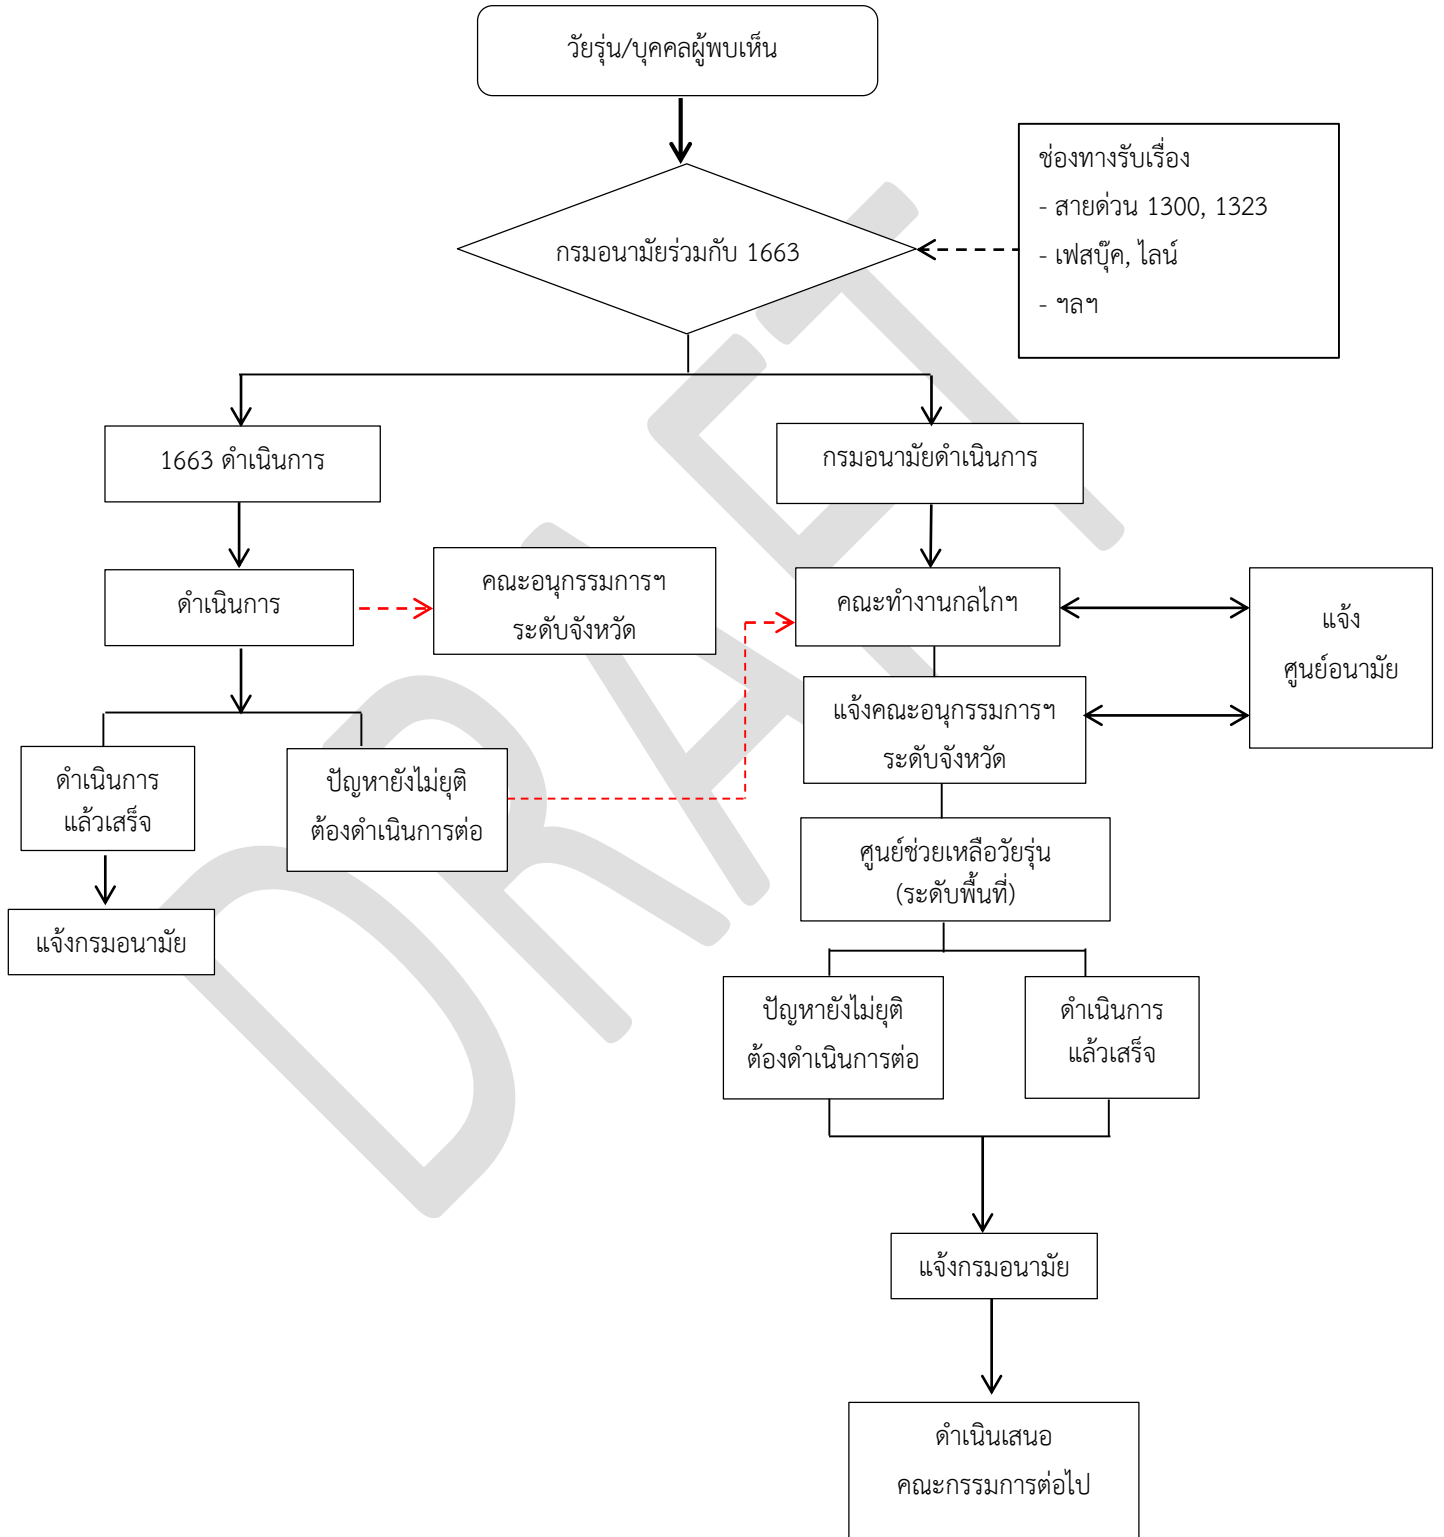 วัยรุ่น/บุคคลผู้พบเห็น
ช่องทางรับเรื่อง
- สายด่วน 1300, 1323
- เฟสบุ๊ค, ไลน์
- ฯลฯ
กรมอนามัยร่วมกับ 1663
1663 ดำเนินการ
กรมอนามัยดำเนินการ
ดำเนินการ
คณะอนุกรรมการฯ
ระดับจังหวัด
คณะทำงานกลไกฯ
แจ้ง
ศูนย์อนามัย
แจ้งคณะอนุกรรมการฯ
ระดับจังหวัด
ดำเนินการ
แล้วเสร็จ
ปัญหายังไม่ยุติ
ต้องดำเนินการต่อ
ศูนย์ช่วยเหลือวัยรุ่น
(ระดับพื้นที่)
แจ้งกรมอนามัย
ปัญหายังไม่ยุติ
ต้องดำเนินการต่อ
ดำเนินการ
แล้วเสร็จ
แจ้งกรมอนามัย
ดำเนินเสนอ
คณะกรรมการต่อไป
DRAFT